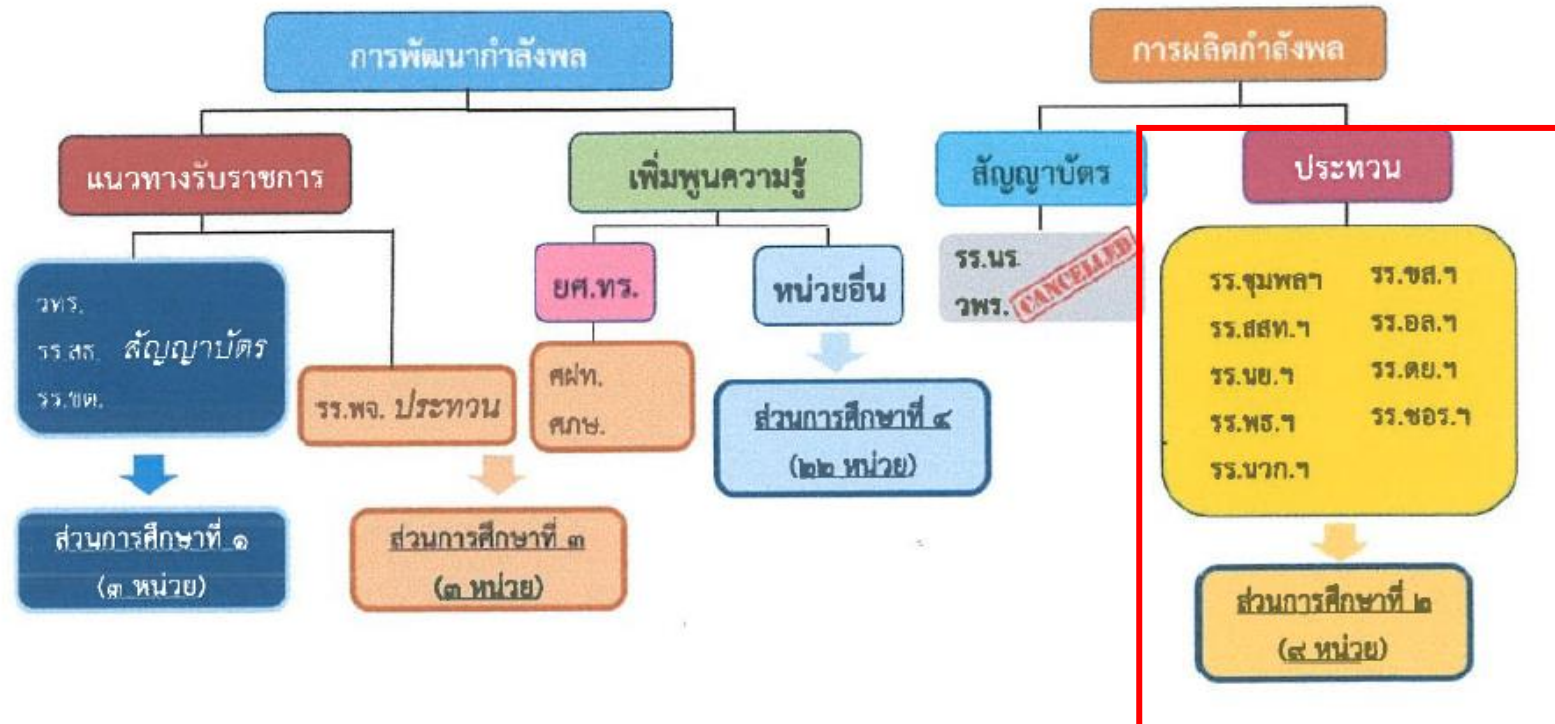 การพัฒนากำลังพล
แนวทางรับราชการ
เพิ่มพูนความรู้
วทร.
รร.สธ. สัญญาบัตร
รร.ชต.
รร.พจ. ประทวน
ยศ.ทร.
หน่วยอื่น
ศฝท.
ศภษ.
ส่วนการศึกษาที่ ๔
(๒๒ หน่วย)
ส่วนการศึกษาที่ ๑
(๓ หน่วย)
ส่วนการศึกษาที่ ๓
(๓ หน่วย)
การผลิตกำลังพล
สัญญาบัตร
ประทวน
รร.นร.
วพร.
CANCELLED
รร.ชุมพลฯ
รร.สสท.ฯ
รร.นย.ฯ
รร.พธ.ฯ
รร.นวก.ฯ
รร.ขส.ฯ
รร.อล.ฯ
รร.ดย.ฯ
รร.ชอร.ฯ
ส่วนการศึกษาที่ ๒
(๙ หน่วย)